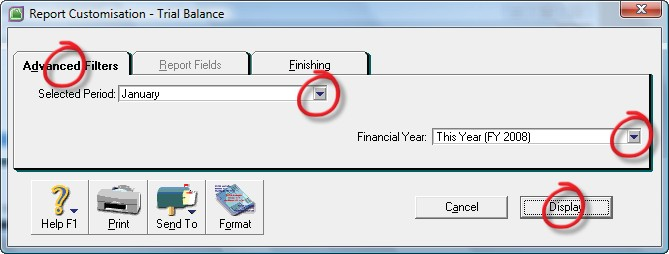 Report Customisation - Trial Balance
Advanced Filters
Report Fields
Finishing
Selected Period: January
Financial Year: This Year (FY 2008)
Help F1
Print
Send To
Format
Cancel
Display